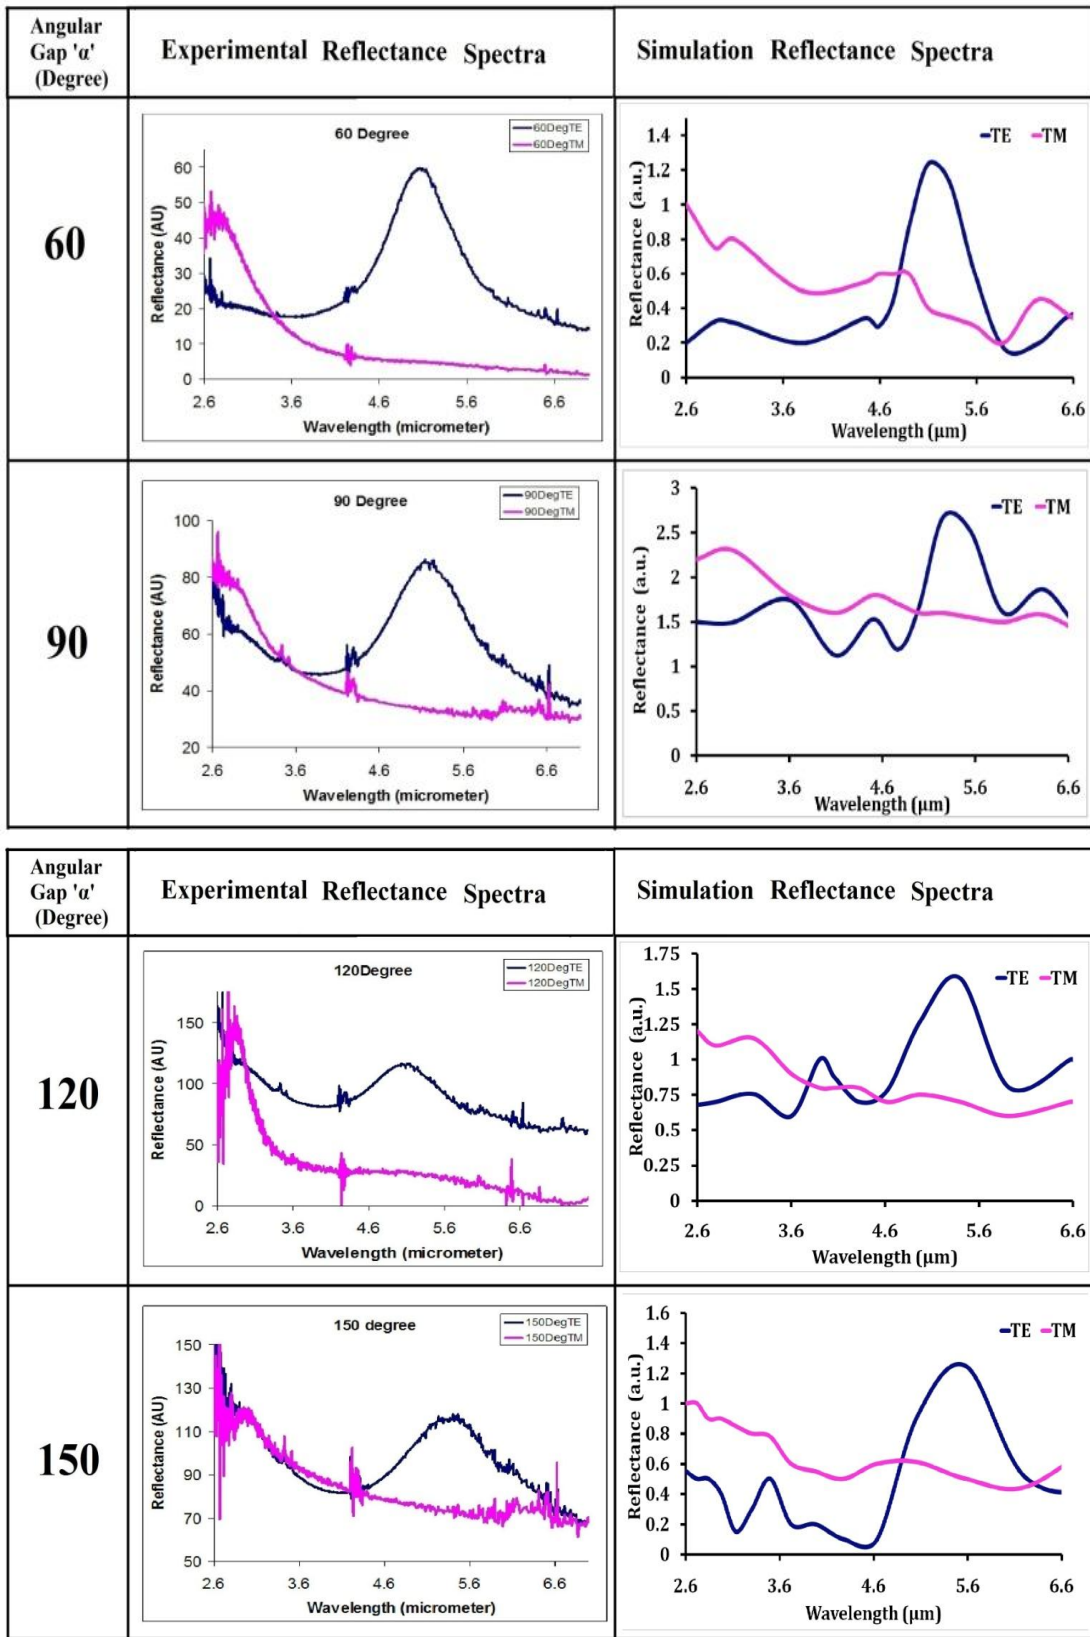 Angular
Gap 'α'
(Degree)
Experimental Reflectance Spectra
Simulation Reflectance Spectra
60
60 Degree
60DegTE
60DegTM
Reflectance (AU)
60
50
40
30
20
10
0
2.6 3.6 4.6 5.6 6.6
Wavelength (micrometer)
TE TM
Reflectance (a.u.)
1.4
1.2
1
0.8
0.6
0.4
0.2
0
2.6 3.6 4.6 5.6 6.6
Wavelength (μm)
90
90 Degree
90DegTE
90DegTM
Reflectance (AU)
100
80
60
40
20
2.6 3.6 4.6 5.6 6.6
Wavelength (micrometer)
TE TM
Reflectance (a.u.)
3
2.5
2
1.5
1
0.5
0
2.6 3.6 4.6 5.6 6.6
Wavelength (μm)
Angular
Gap 'α'
(Degree)
Experimental Reflectance Spectra
Simulation Reflectance Spectra
120
120Degree
120DegTE
120DegTM
Reflectance (AU)
150
100
50
0
2.6 3.6 4.6 5.6 6.6
Wavelength (micrometer)
TE TM
Reflectance (a.u.)
1.75
1.5
1.25
1
0.75
0.5
0.25
0
2.6 3.6 4.6 5.6 6.6
Wavelength (μm)
150
150 degree
150DegTE
150DegTM
Reflectance (AU)
150
130
110
90
70
50
2.6 3.6 4.6 5.6 6.6
Wavelength (micrometer)
TE TM
Reflectance (a.u.)
1.6
1.4
1.2
1
0.8
0.6
0.4
0.2
0
2.6 3.6 4.6 5.6 6.6
Wavelength (μm)